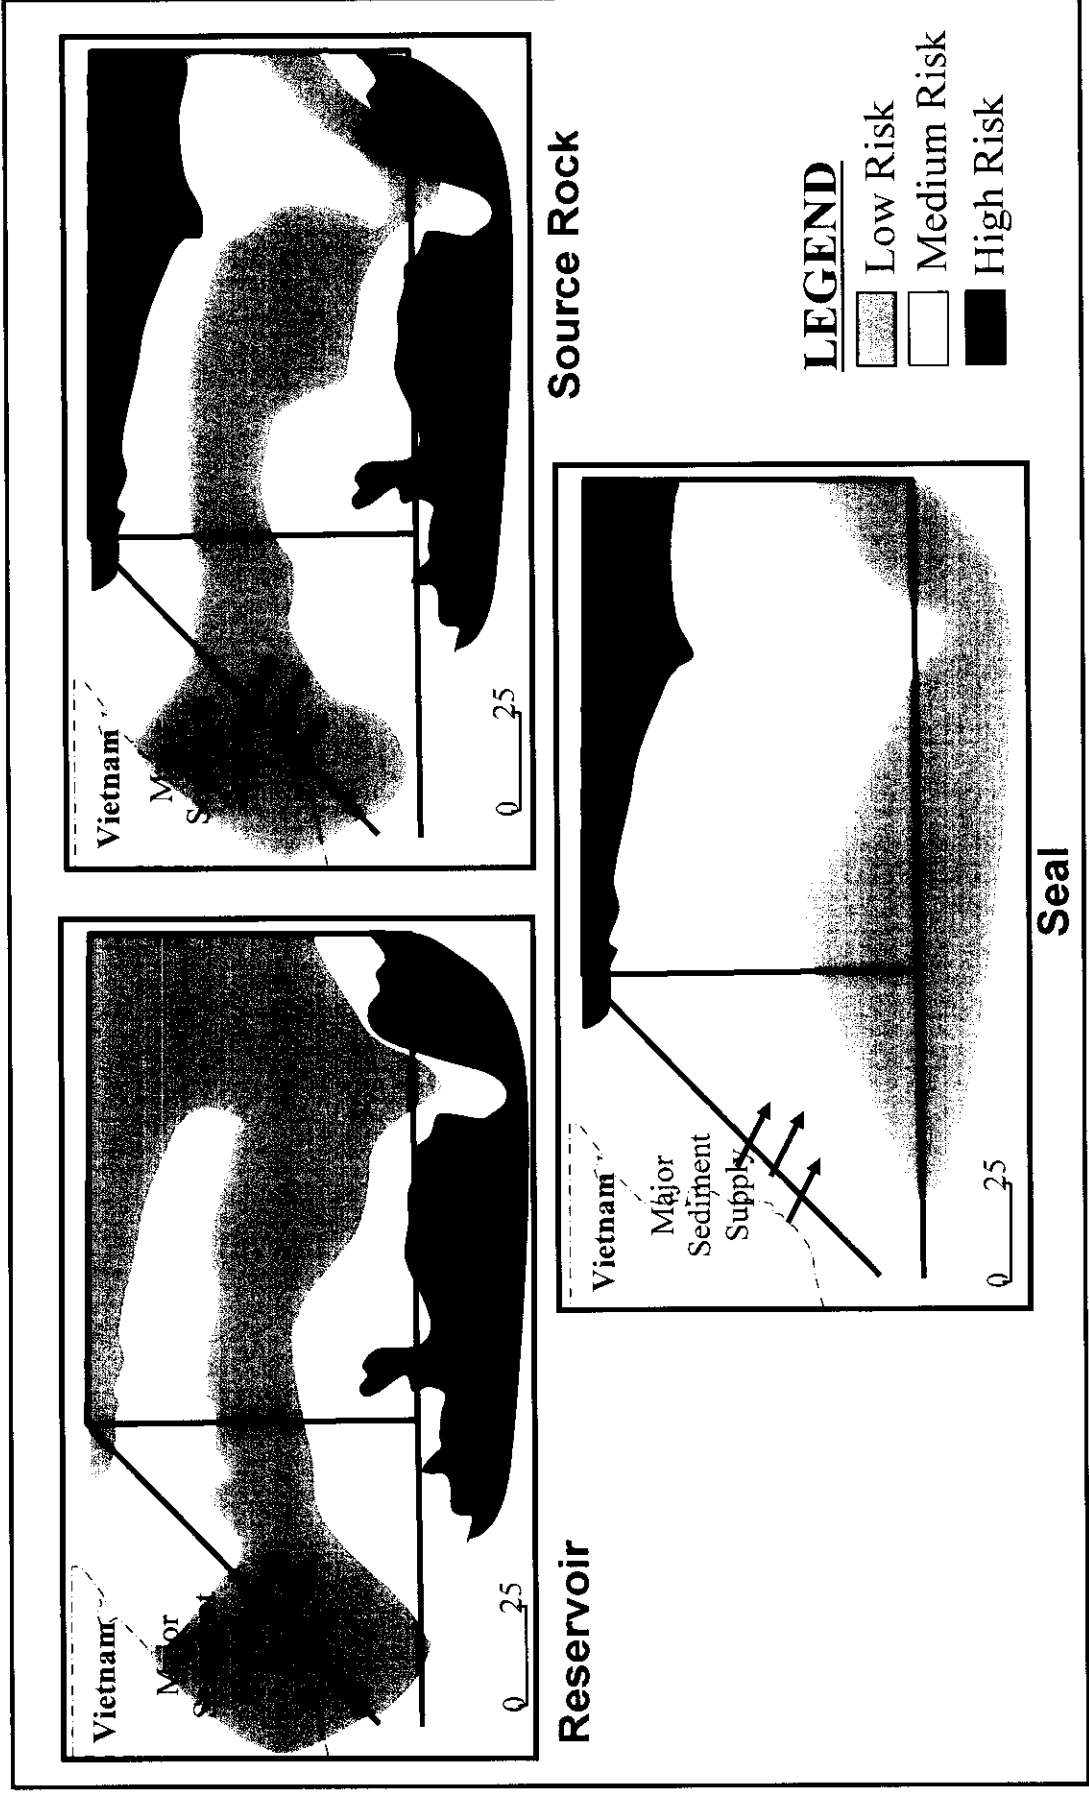 Vietnam
Major
0 25
Reservoir
Vietnam
0 25
Source Rock
Vietnam
Major
Sediment
Supply
0 25
Seal
LEGEND
Low Risk
Medium Risk
High Risk